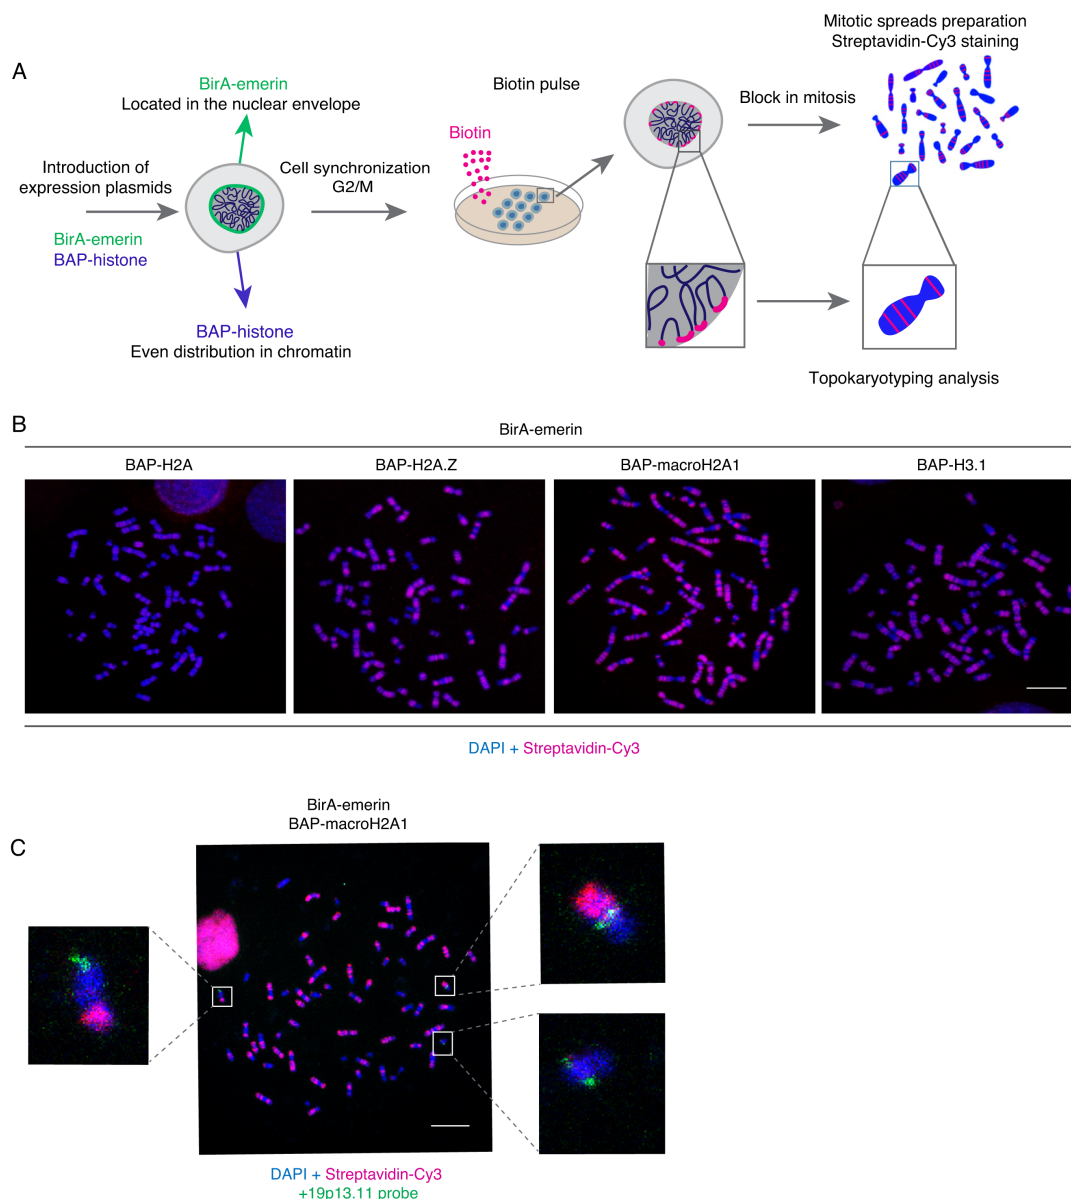 A
Introduction of
expression plasmids
BirA-emerin
BAP-histone
BirA-emerin
Located in the nuclear envelope
BAP-histone
Even distribution in chromatin
Cell synchronization
G2/M
Biotin pulse
Biotin
Block in mitosis
Mitotic spreads preparation
Streptavidin-Cy3 staining
Topokaryotyping analysis
B
BirA-emerin
BAP-H2A
BAP-H2A.Z
BAP-macroH2A1
BAP-H3.1
DAPI + Streptavidin-Cy3
C
BirA-emerin
BAP-macroH2A1
DAPI + Streptavidin-Cy3
+19p13.11 probe